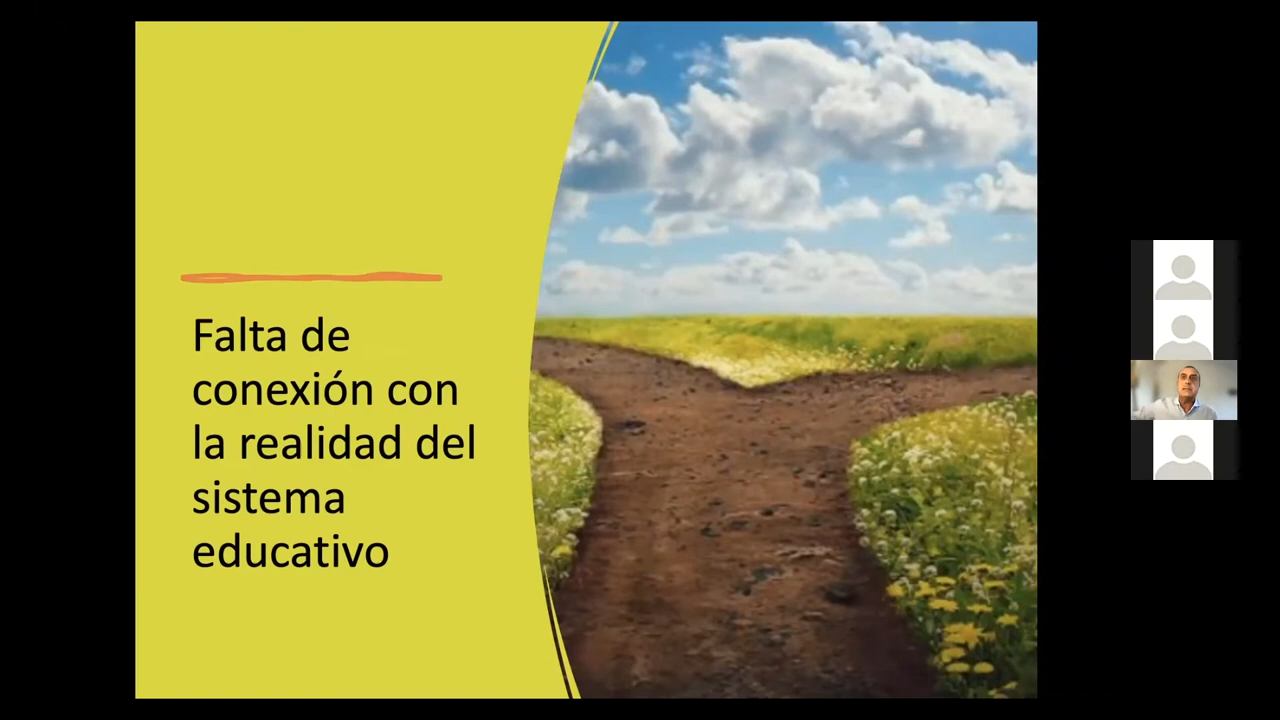 Falta de
conexión con
la realidad del
sistema
educativo